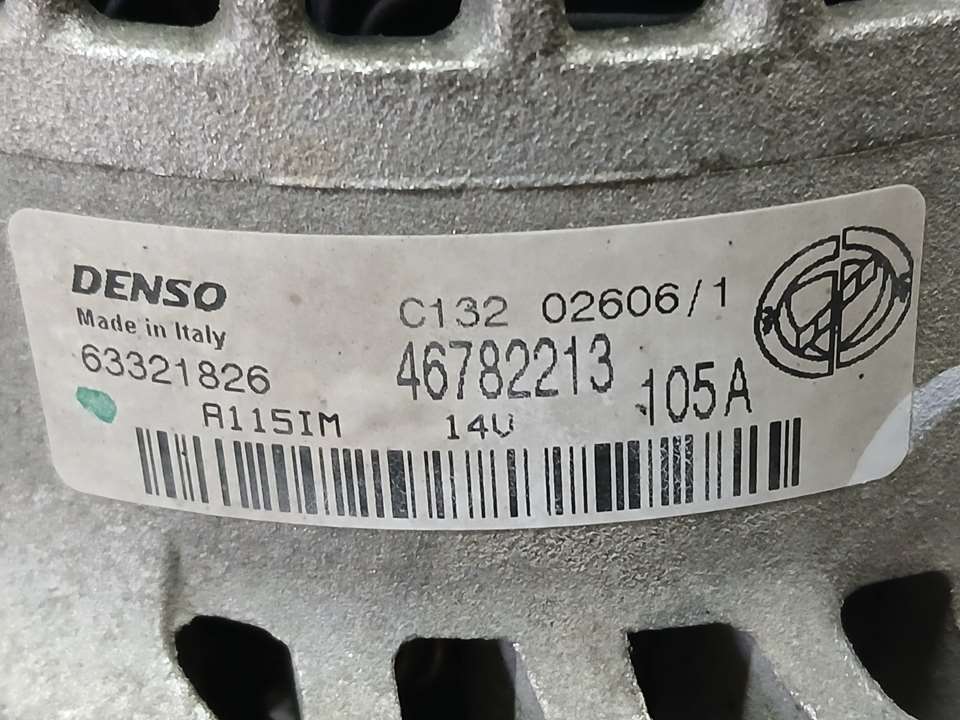 DENSO
Made in Italy
63321826
C132 02606/1
46782213
105A
A115IM
14V